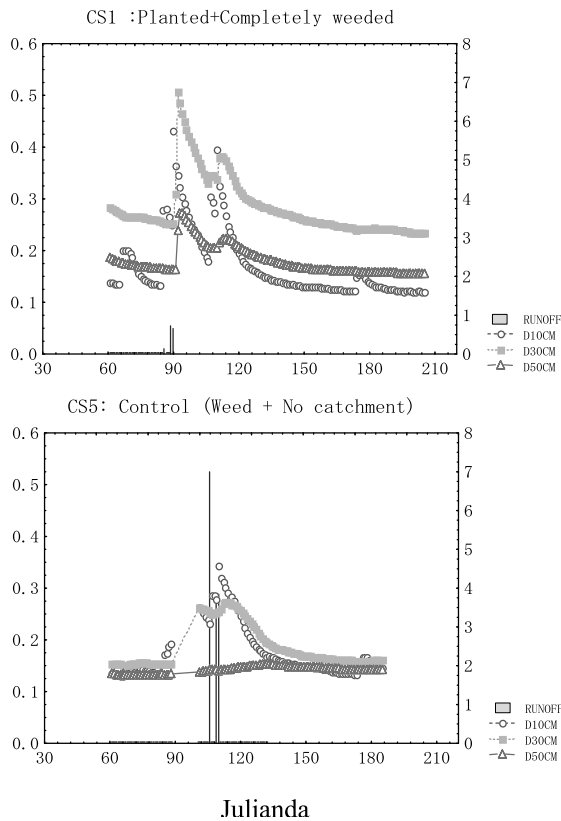 CS1 :Planted+Completely weeded
0.6
0.5
0.4
0.3
0.2
0.1
0.0
8
7
6
5
4
3
2
1
0
30 60 90 120 150 180 210
RUNOFF
D10CM
D30CM
D50CM
CS5: Control (Weed + No catchment)
0.6
0.5
0.4
0.3
0.2
0.1
0.0
8
7
6
5
4
3
2
1
0
30 60 90 120 150 180 210
RUNOFF
D10CM
D30CM
D50CM
Julianda